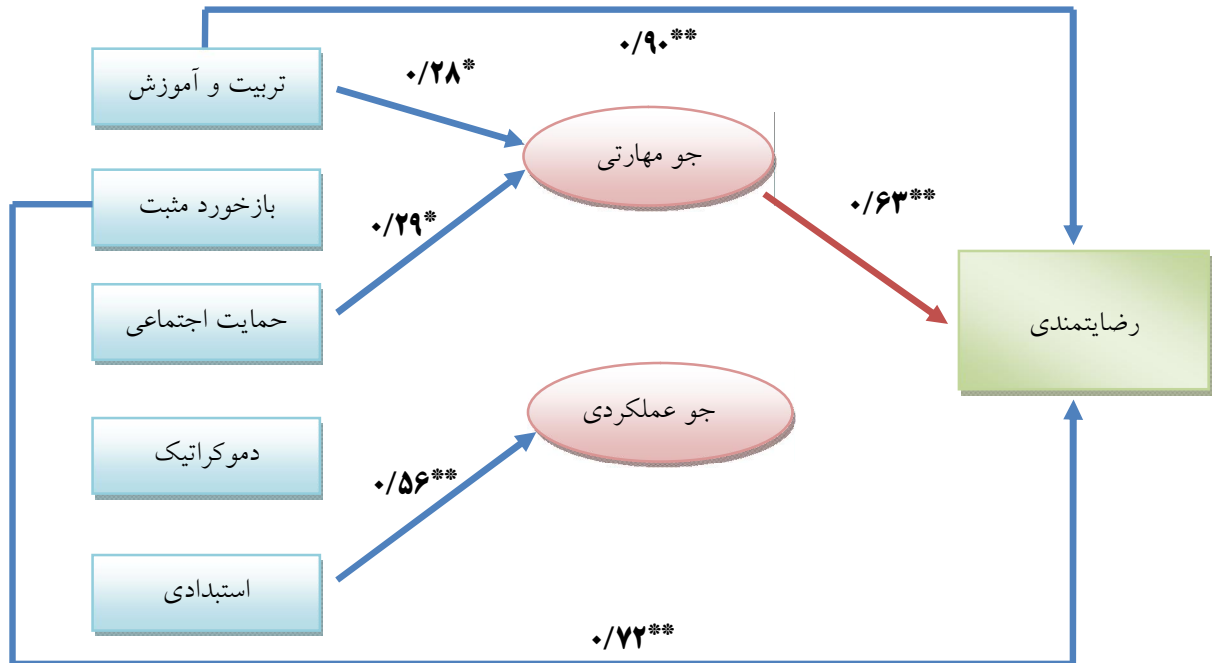 ۰/۹۰**
تربیت و آموزش
۰/۲۸*
جو مهارتی
بازخورد مثبت
۰/۲۹*
۰/۶۳**
حمایت اجتماعی
رضایتمندی
جو عملکردی
دموکراتیک
۰/۵۶**
استبدادی
۰/۷۲**